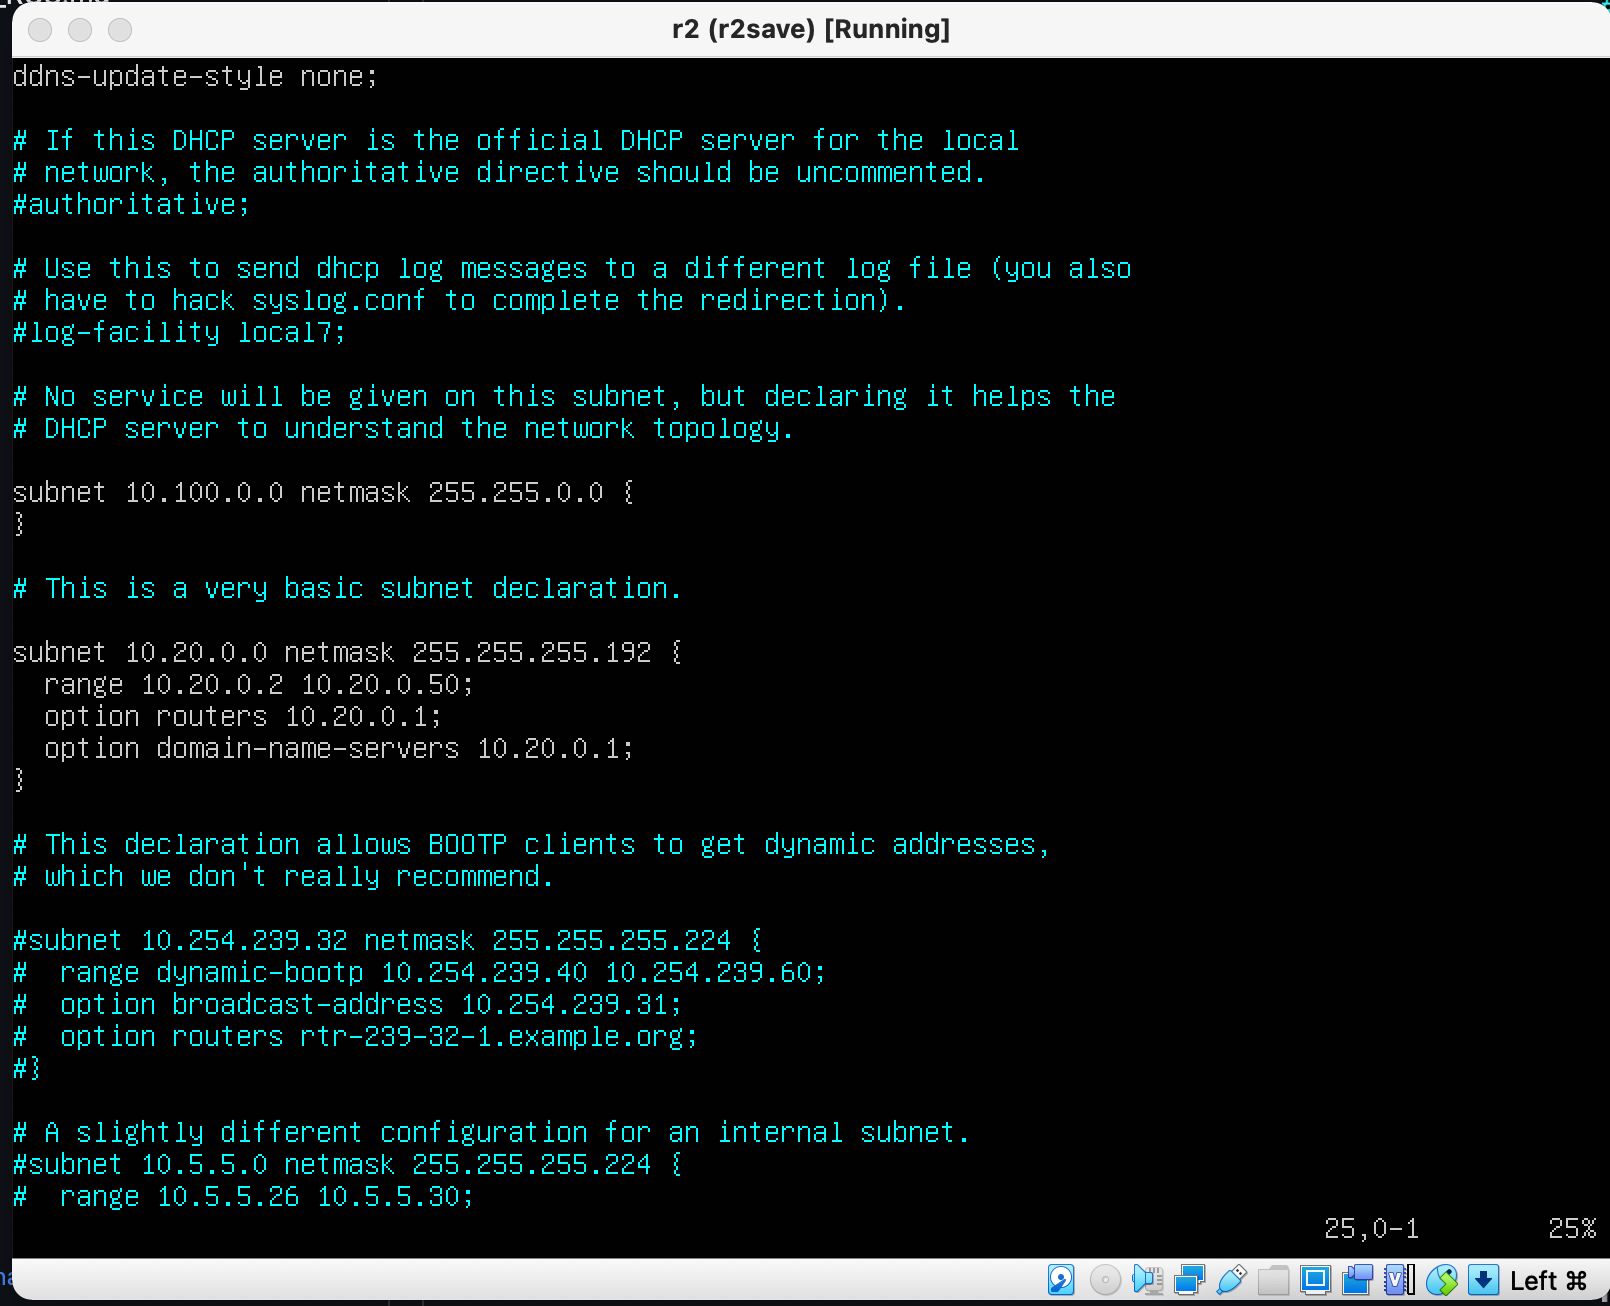 r2 (r2save) [Running]
ddns-update-style none;
# If this DHCP server is the official DHCP server for the local
# network, the authoritative directive should be uncommented.
#authoritative;
# Use this to send dhcp log messages to a different log file (you also
# have to hack syslog.conf to complete the redirection).
#log-facility local7;
# No service will be given on this subnet, but declaring it helps the
# DHCP server to understand the network topology.
subnet 10.100.0.0 netmask 255.255.0.0 {
}
# This is a very basic subnet declaration.
subnet 10.20.0.0 netmask 255.255.255.192 {
  range 10.20.0.2 10.20.0.50;
  option routers 10.20.0.1;
  option domain-name-servers 10.20.0.1;
}
# This declaration allows BOOTP clients to get dynamic addresses,
# which we don't really recommend.
#subnet 10.254.239.32 netmask 255.255.255.224 {
#  range dynamic-bootp 10.254.239.40 10.254.239.60;
#  option broadcast-address 10.254.239.31;
#  option routers rtr-239-32-1.example.org;
#}
# A slightly different configuration for an internal subnet.
#subnet 10.5.5.0 netmask 255.255.255.224 {
#  range 10.5.5.26 10.5.5.30;
25,0-1 25%
Left ⌘